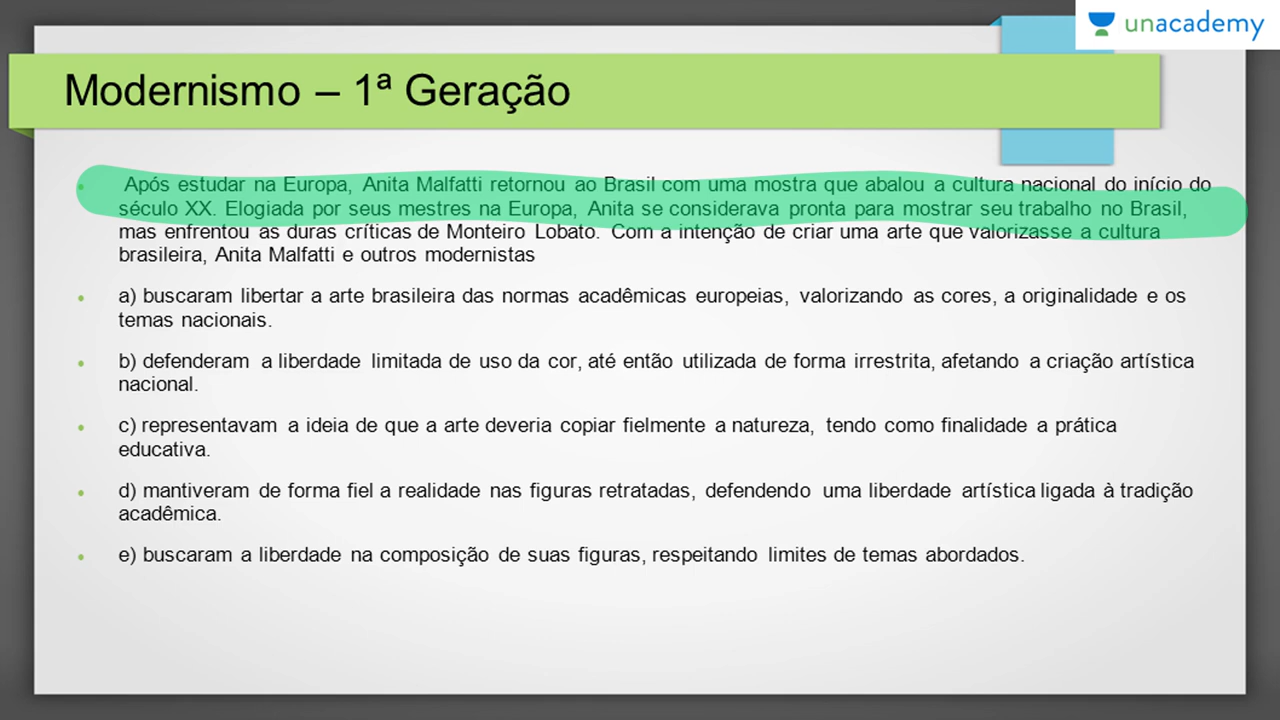 unacademy
Modernismo – 1ª Geração
Após estudar na Europa, Anita Malfatti retornou ao Brasil com uma mostra que abalou a cultura nacional do início do
século XX. Elogiada por seus mestres na Europa, Anita se considerava pronta para mostrar seu trabalho no Brasil,
mas enfrentou as duras críticas de Monteiro Lobato. Com a intenção de criar uma arte que valorizasse a cultura
brasileira, Anita Malfatti e outros modernistas
a) buscaram libertar a arte brasileira das normas acadêmicas europeias, valorizando as cores, a originalidade e os
temas nacionais.
b) defenderam a liberdade limitada de uso da cor, até então utilizada de forma irrestrita, afetando a criação artística
nacional.
c) representavam a ideia de que a arte deveria copiar fielmente a natureza, tendo como finalidade a prática
educativa.
d) mantiveram de forma fiel a realidade nas figuras retratadas, defendendo uma liberdade artística ligada à tradição
acadêmica.
e) buscaram a liberdade na composição de suas figuras, respeitando limites de temas abordados.